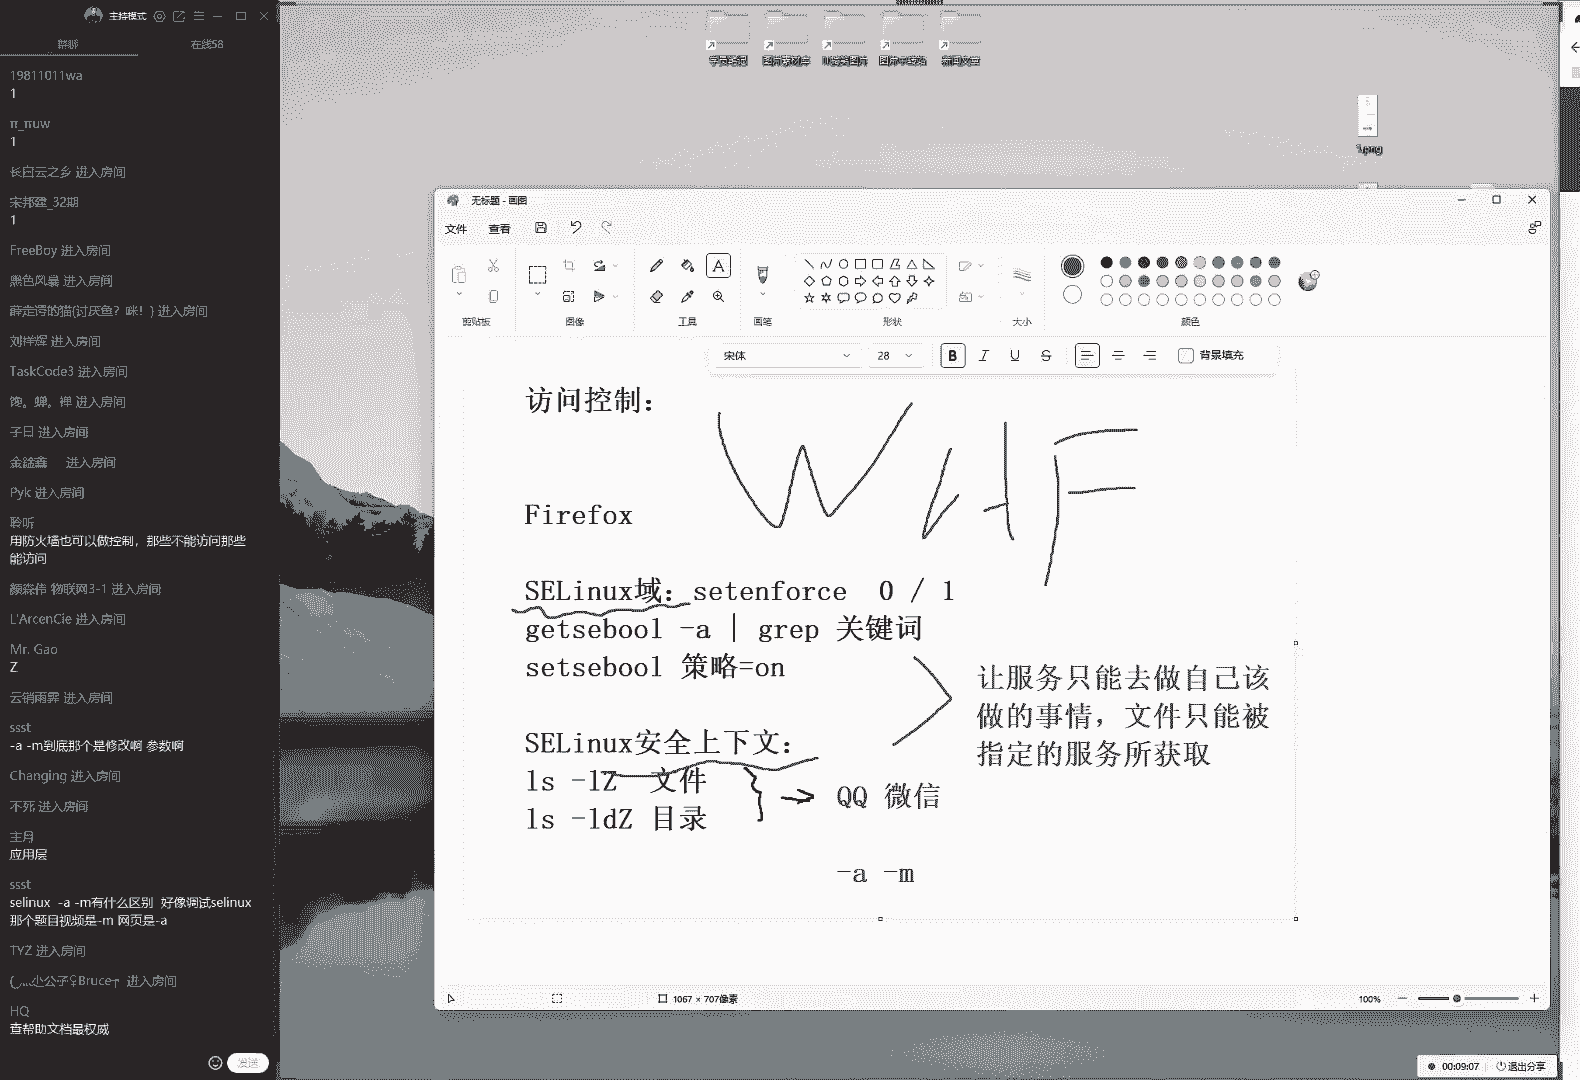 主持模式
群聊
在线58
19811011wa
1
π_πuw
1
长白云之乡 进入房间
宋邦建_32期
1
FreeBoy 进入房间
黑色风暴 进入房间
薛定谔的猫(讨厌鱼? 咪! ) 进入房间
刘梓辉 进入房间
TaskCode3 进入房间
进入房间
子日 进入房间
金鑫鑫 进入房间
Pyk 进入房间
聆听
用防火墙也可以做控制，那些不能访问那些
能访问
颜淼伟 物联网3-1 进入房间
L'ArcenCie 进入房间
Mr. Gao
Z
云销雨霁 进入房间
ssst
-a -m到底那个是修改啊 参数啊
Changing 进入房间
不死 进入房间
主月
应用层
ssst
selinux -a -m有什么区别 好像调试selinux
那个题目视频是-m 网页是-a
TYZ 进入房间
进入房间
HQ
查帮助文档最权威
发送
1.png
无标题 - 画图
文件 查看
剪贴板
图像
工具
画笔
形状
大小
颜色
宋体
28
B I U S
背景填充
访问控制：
WAF
Firefox
SELinux域：setenforce 0 / 1
getsebool -a | grep 关键词
setsebool 策略=on
让服务只能去做自己该
做的事情，文件只能被
指定的服务所获取
SELinux安全上下文：
ls -lZ 文件
ls -ldZ 目录
QQ 微信
-a -m
1067 × 707像素
100%
00:09:07
退出分享